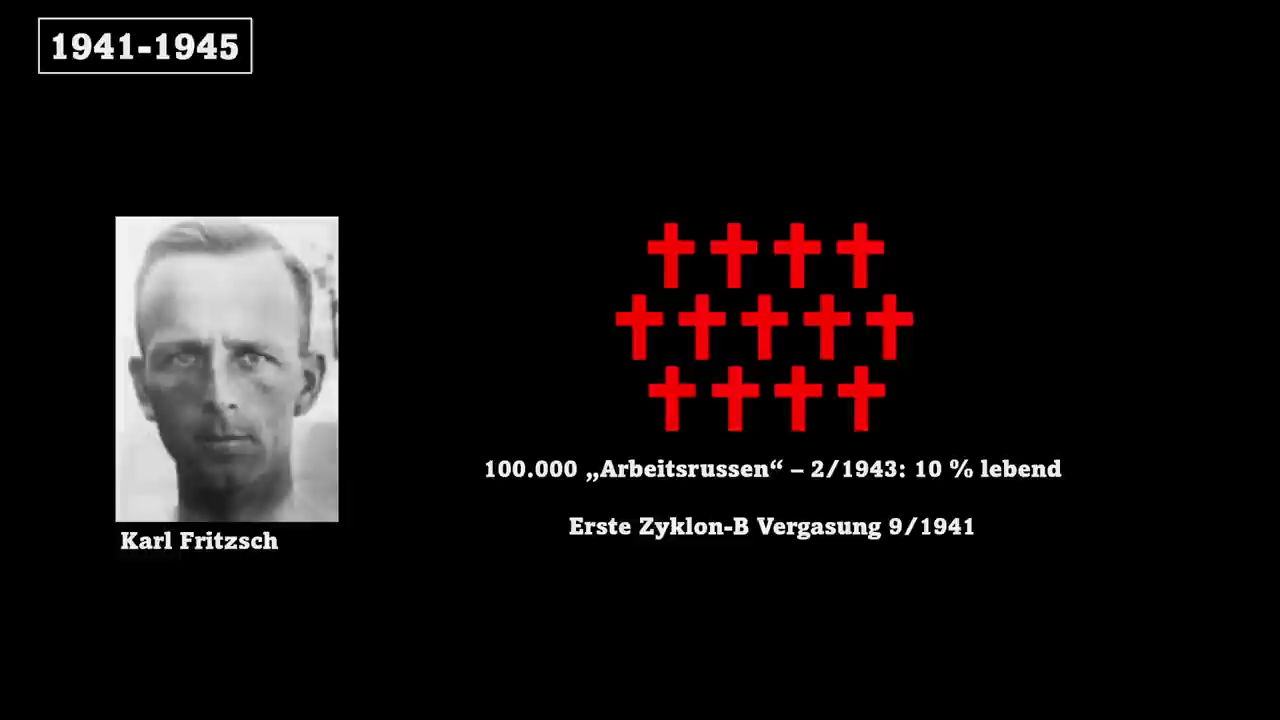 1941-1945
100.000 „Arbeitsrussen“ – 2/1943: 10 % lebend
Erste Zyklon-B Vergasung 9/1941
Karl Fritzsch